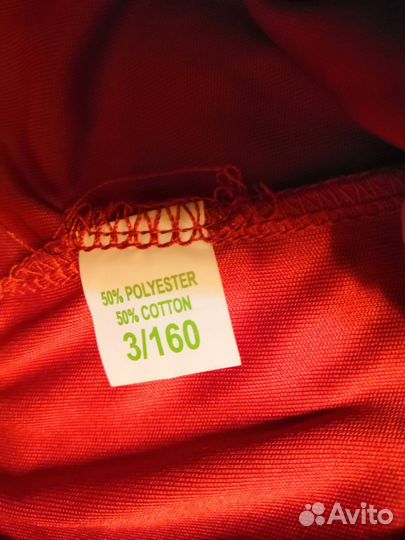 50% POLYESTER
50% COTTON
3/160
Avito